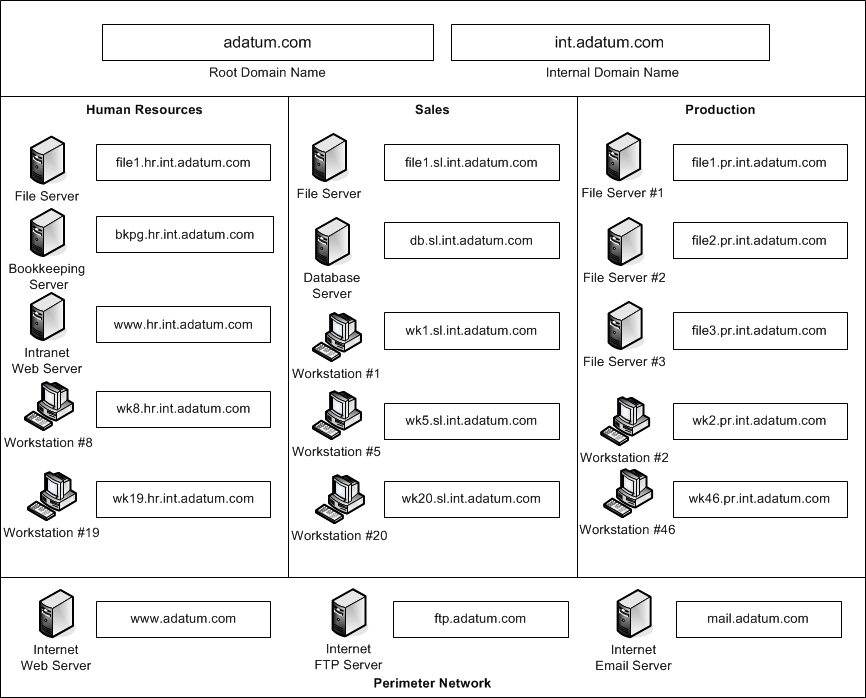 adatum.com
int.adatum.com
Root Domain Name
Internal Domain Name
Human Resources
file1.hr.int.adatum.com
File Server
bkpg.hr.int.adatum.com
Bookkeeping
Server
www.hr.int.adatum.com
Intranet
Web Server
wk8.hr.int.adatum.com
Workstation #8
wk19.hr.int.adatum.com
Workstation #19
Sales
file1.sl.int.adatum.com
File Server
db.sl.int.adatum.com
Database
Server
wk1.sl.int.adatum.com
Workstation #1
wk5.sl.int.adatum.com
Workstation #5
wk20.sl.int.adatum.com
Workstation #20
Production
file1.pr.int.adatum.com
File Server #1
file2.pr.int.adatum.com
File Server #2
file3.pr.int.adatum.com
File Server #3
wk2.pr.int.adatum.com
Workstation #2
wk46.pr.int.adatum.com
Workstation #46
www.adatum.com
Internet
Web Server
ftp.adatum.com
Internet
FTP Server
mail.adatum.com
Internet
Email Server
Perimeter Network